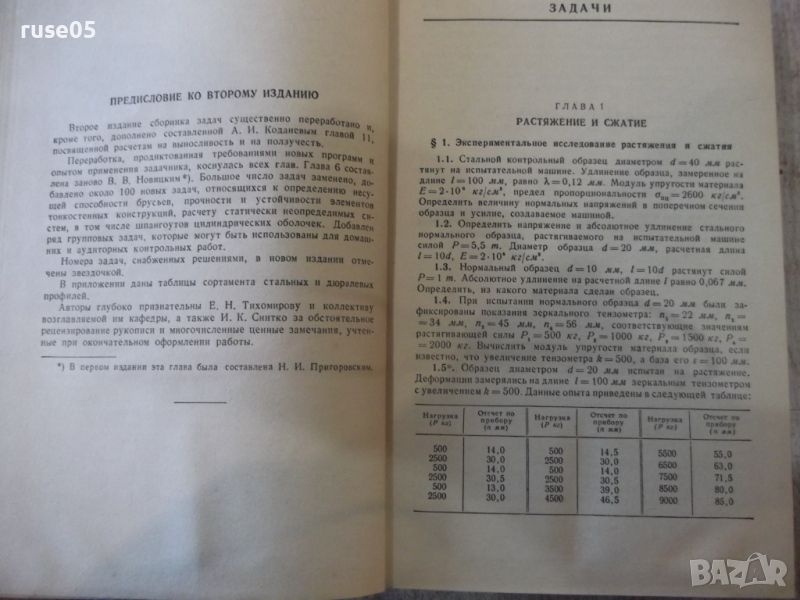 ruse05
ПРЕДИСЛОВИЕ КО ВТОРОМУ ИЗДАНИЮ
Второе издание сборника задач существенно переработано и,
кроме того, дополнено составленной А. И. Кодановым главой 11,
посвященной расчетам на выносливость и на ползучесть.
Переработка, продиктованная требованиями новых программ и
опытом применения задачника, коснулась всех глав. Глава 6 состав-
лена заново В. В. Новицким*). Большое число задач заменено, до-
бавлено около 100 новых задач, относящихся к определению несу-
щей способности брусьев, прочности и устойчивости элементов
тонкостенных конструкций, расчету статически неопределимых си-
стем, в том числе шпангоутов цилиндрических оболочек. Добавлен
ряд групповых задач, которые могут быть использованы для домаш-
них и аудиторных контрольных работ.
Номера задач, снабженных решениями, в новом издании отме-
чены звездочкой.
В приложении даны таблицы сортамента стальных и дюралевых
профилей.
Авторы глубоко признательны Е. Н. Тихомирову и коллективу
возглавляемой им кафедры, а также И. К. Снитко за обстоятельное
рецензирование рукописи и многочисленные ценные замечания, учтен-
ные при окончательном оформлении работы.
*) В первом издании эта глава была составлена Н. И. Пригоровским.
ЗАДАЧИ
ГЛАВА 1
РАСТЯЖЕНИЕ И СЖАТИЕ
§ 1. Экспериментальное исследование растяжения и сжатия
1.1. Стальной контрольный образец диаметром d=40 мм рас-
тянут на испытательной машине. Удлинение образца, замеренное на
длине l=100 мм, равно λ=0,12 мм. Модуль упругости материала
E=2·10⁶ кг/см², предел пропорциональности σпц=2600 кг/см².
Определить величину нормальных напряжений в поперечном сечении
образца и усилие, создаваемое машиной.
1.2. Определить напряжение и абсолютное удлинение стального
нормального образца, растягиваемого на испытательной машине
силой P=5,5 т. Диаметр образца d=20 мм, расчетная длина
l=10d, E=2·10⁶ кг/см².
1.3. Нормальный образец d=10 мм, l=10d растянут силой
P=1 т. Абсолютное удлинение на расчетной длине l равно 0,067 мм.
Определить, из какого материала сделан образец.
1.4. При испытании нормального образца d=20 мм были за-
фиксированы показания зеркального тензометра: n₁=22 мм, n₂=
=34 мм, n₃=45 мм, n₄=56 мм, соответствующие значениям
растягивающей силы P₁=500 кг, P₂=1000 кг, P₃=1500 кг, P₄=
=2000 кг. Вычислить модуль упругости материала образца, если
известно, что увеличение тензометра k=500, а база его s=100 мм.
1.5*. Образец диаметром d=20 мм испытан на растяжение.
Деформации замерялись на длине l=100 мм зеркальным тензометром
с увеличением k=500. Данные опыта приведены в следующей таблице:
Нагрузка (P кг) Отсчет по прибору (n мм) Нагрузка (P кг) Отсчет по прибору (n мм) Нагрузка (P кг) Отсчет по прибору (n мм)
500 14,0 500 14,5 5500 55,0
2500 30,0 2500 30,0 6500 63,0
500 14,0 500 14,0 7500 71,5
2500 30,5 2500 30,5 8500 80,0
500 13,0 3500 39,0 9000 85,0
2500 30,0 4500 46,5
BAZAR